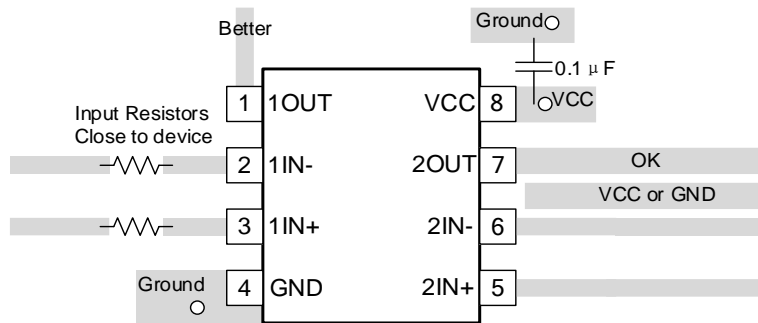 Ground
Better
0.1 μF
1 1OUT VCC 8 VCC
Input Resistors
Close to device
2 1IN- 2OUT 7 OK
VCC or GND
3 1IN+ 2IN- 6
Ground
4 GND 2IN+ 5